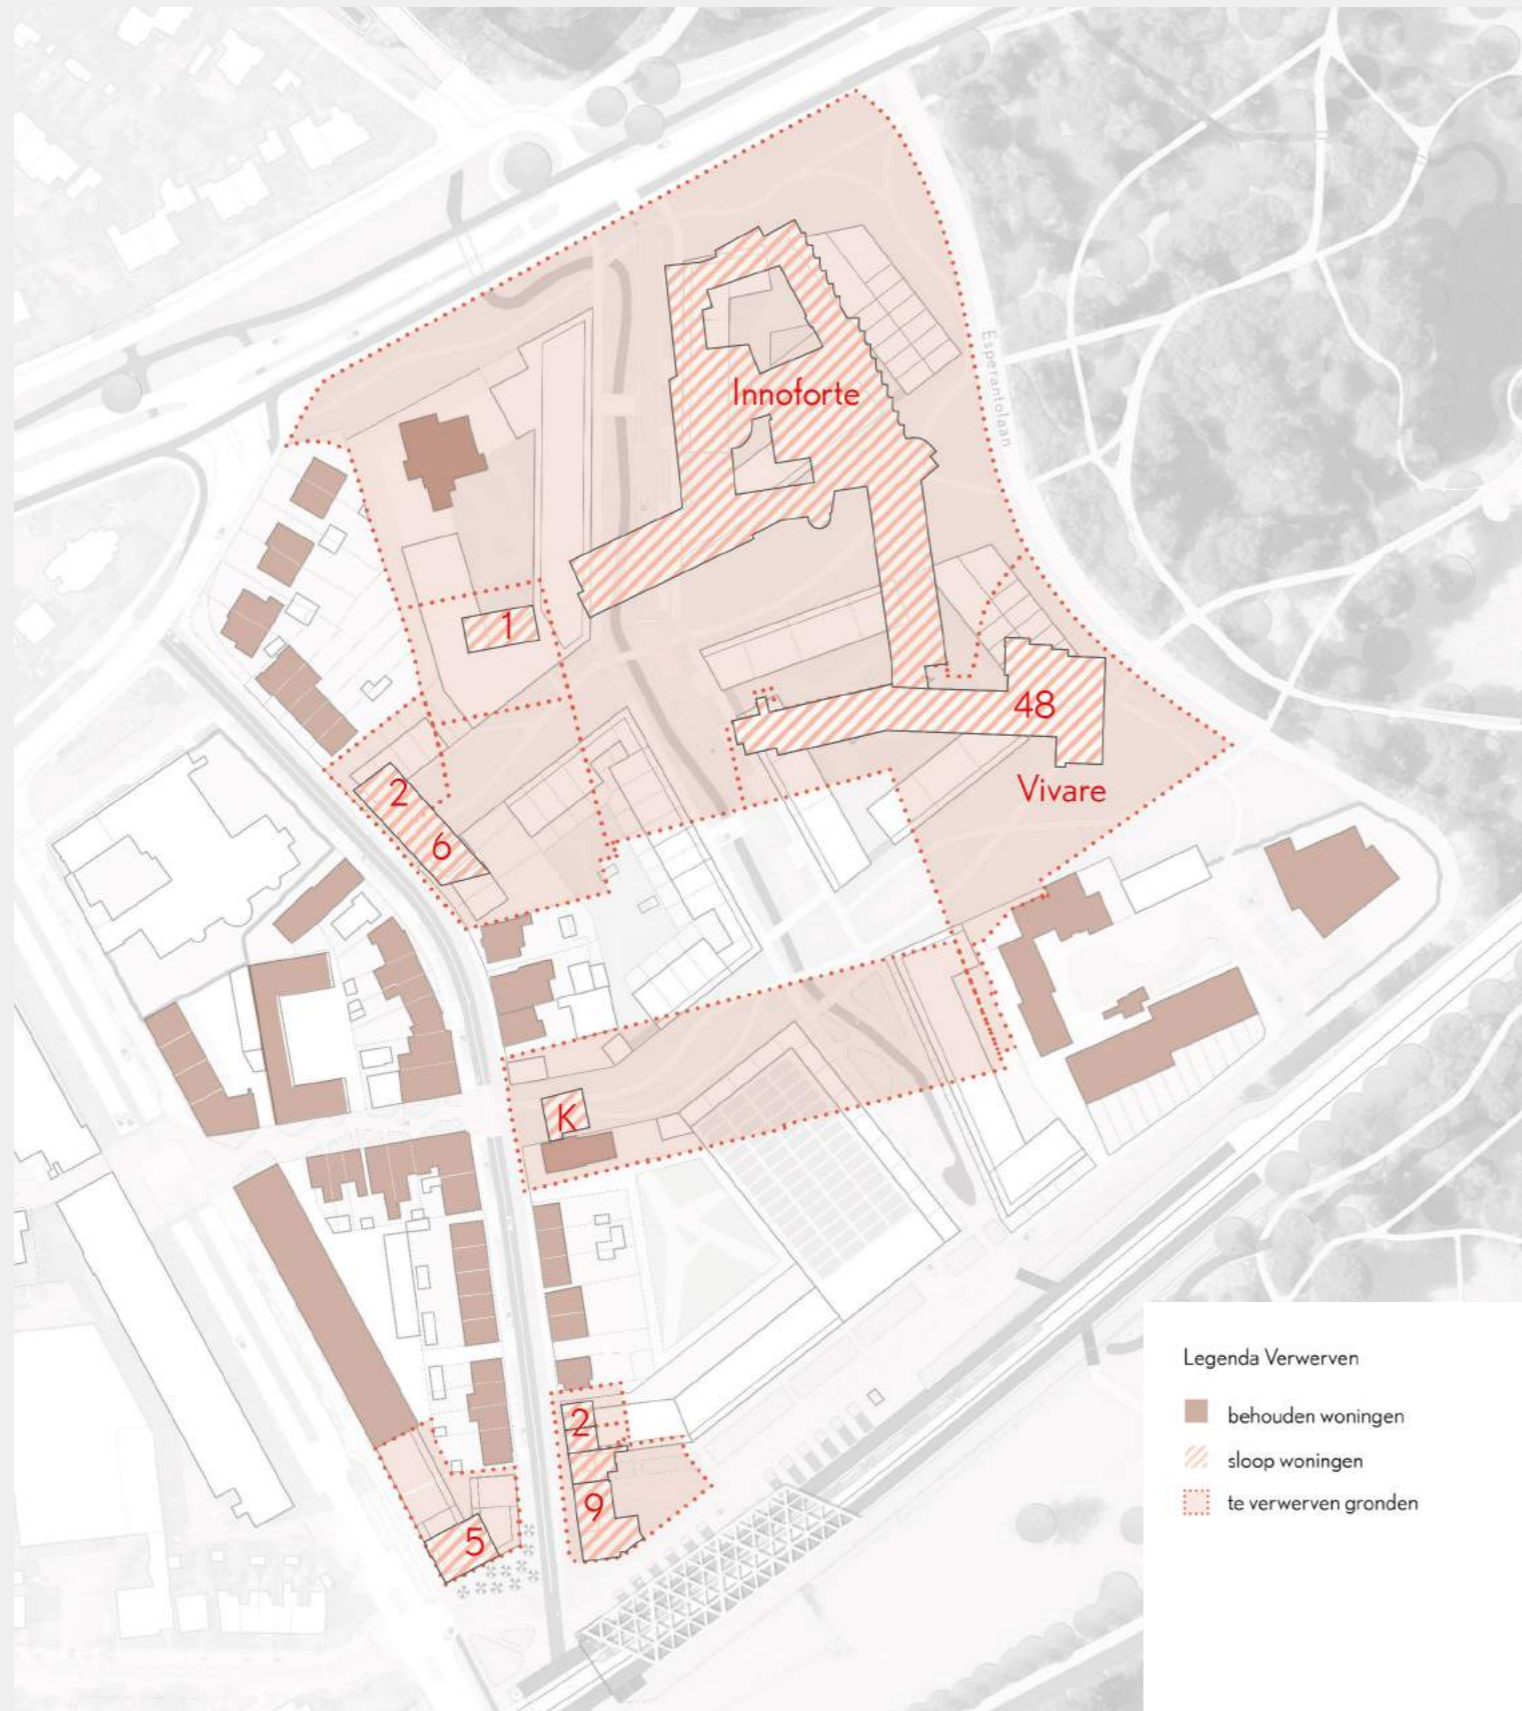 Innoforte
Esperantolaan
1
48
2
Vivare
6
K
2
9
5
Legenda Verwerven
behouden woningen
sloop woningen
te verwerven gronden